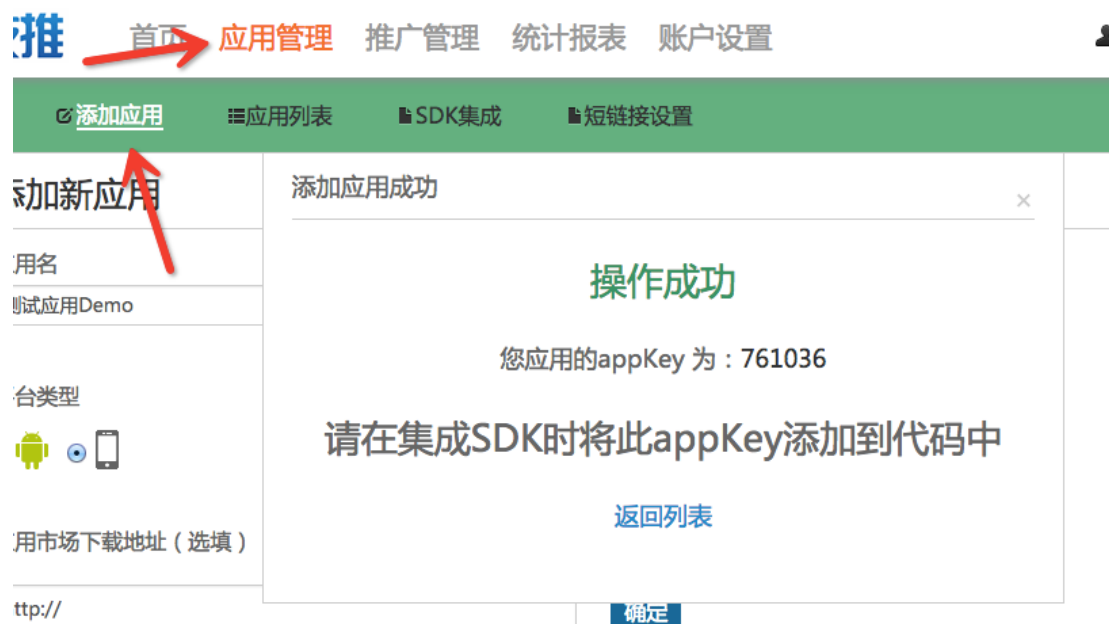 推
首页 应用管理 推广管理 统计报表 账户设置
添加应用 应用列表 SDK集成 短链接设置
添加新应用
添加应用成功
×
操作成功
用名
测试应用Demo
您应用的appKey 为：761036
台类型
请在集成SDK时将此appKey添加到代码中
返回列表
用市场下载地址（选填）
ttp://
确定